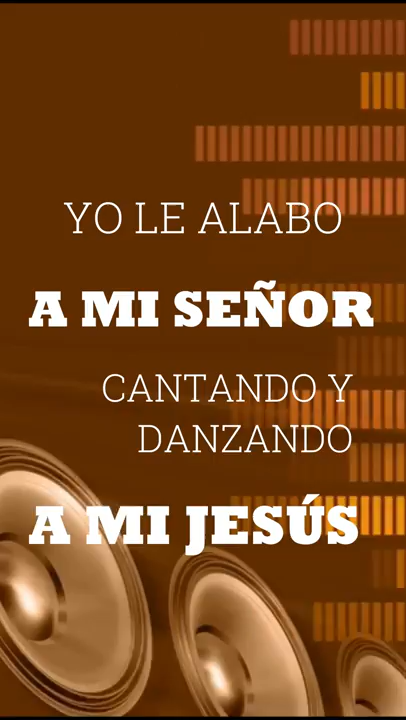 YO LE ALABO
A MI SEÑOR
CANTANDO Y
DANZANDO
A MI JESÚS